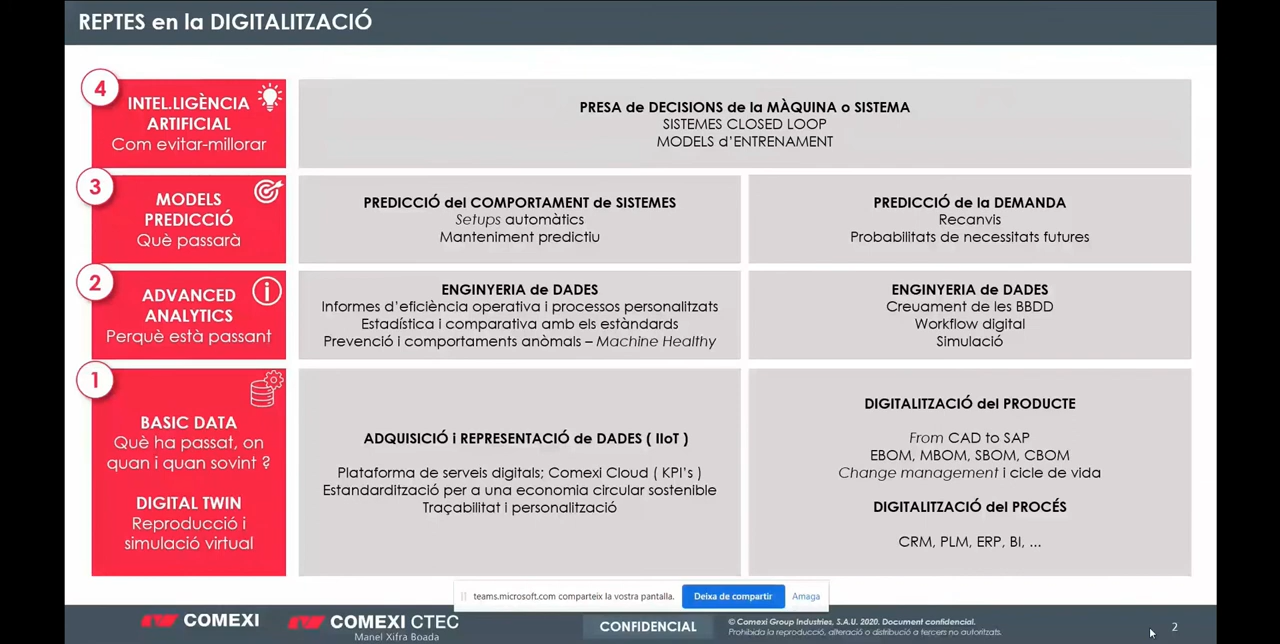 REPTES en la DIGITALITZACIÓ
4
INTEL.LIGÈNCIA
ARTIFICIAL
Com evitar-millorar
PRESA de DECISIONS de la MÀQUINA o SISTEMA
SISTEMES CLOSED LOOP
MODELS d'ENTRENAMENT
3
MODELS
PREDICCIÓ
Què passarà
PREDICCIÓ del COMPORTAMENT de SISTEMES
Setups automàtics
Manteniment predictiu
PREDICCIÓ de la DEMANDA
Recanvis
Probabilitats de necessitats futures
2
ADVANCED
ANALYTICS
Perquè està passant
ENGINYERIA de DADES
Informes d'eficiència operativa i processos personalitzats
Estadística i comparativa amb els estàndards
Prevenció i comportaments anòmals – Machine Healthy
ENGINYERIA de DADES
Creuament de les BBDD
Workflow digital
Simulació
1
BASIC DATA
Què ha passat, on
quan i quan sovint ?
DIGITAL TWIN
Reproducció i
simulació virtual
ADQUISICIÓ i REPRESENTACIÓ de DADES ( IIoT )
Plataforma de serveis digitals; Comexi Cloud ( KPI's )
Estandardització per a una economia circular sostenible
Traçabilitat i personalització
DIGITALITZACIÓ del PRODUCTE
From CAD to SAP
EBOM, MBOM, SBOM, CBOM
Change management i cicle de vida
DIGITALITZACIÓ del PROCÉS
CRM, PLM, ERP, BI, ...
teams.microsoft.com comparteix la vostra pantalla.
Deixa de compartir
Amaga
COMEXI
COMEXI CTEC
Manel Xifra Boada
CONFIDENCIAL
© Comexi Group Industries, S.A.U. 2020. Document confidencial.
Prohibida la reproducció, alteració o distribució a tercers no autoritzats.
2